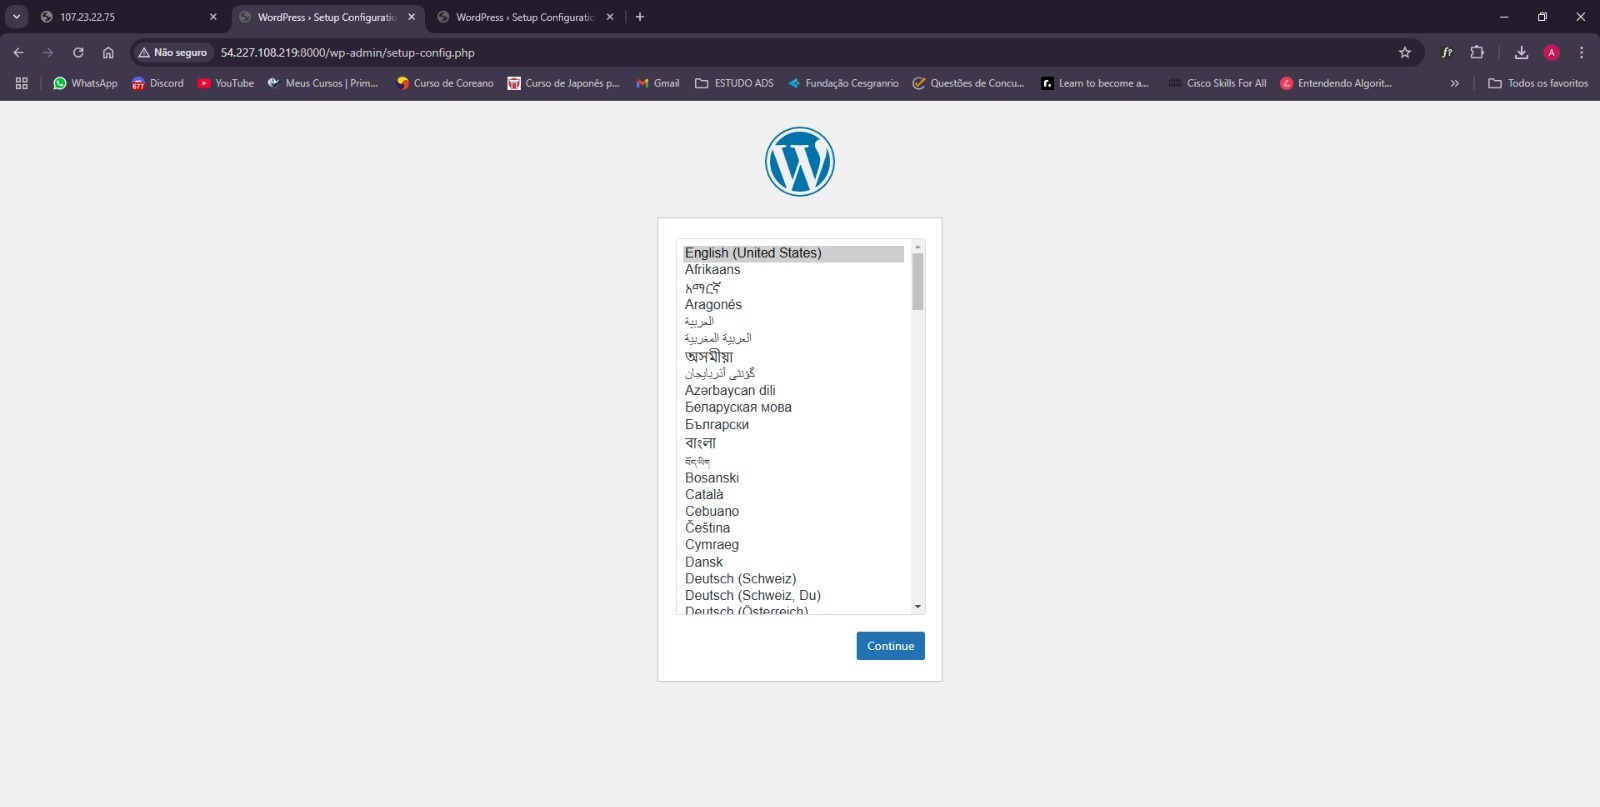 107.23.22.75
WordPress › Setup Configuratio
WordPress › Setup Configuratio
Não seguro
54.227.108.219:8000/wp-admin/setup-config.php
f?
A
WhatsApp
Discord
YouTube
Meus Cursos | Prim...
Curso de Coreano
Curso de Japonês p...
Gmail
ESTUDO ADS
Fundação Cesgranrio
Questões de Concu...
Learn to become a...
Cisco Skills For All
Entendendo Algorit...
Todos os favoritos
English (United States)
Afrikaans
አማርኛ
Aragonés
العربية
العربية المغربية
অসমীয়া
گؤنئی آذربایجان
Azərbaycan dili
Беларуская мова
Български
বাংলা
བོད་ཡིག
Bosanski
Català
Cebuano
Čeština
Cymraeg
Dansk
Deutsch (Schweiz)
Deutsch (Schweiz, Du)
Deutsch (Österreich)
Continue